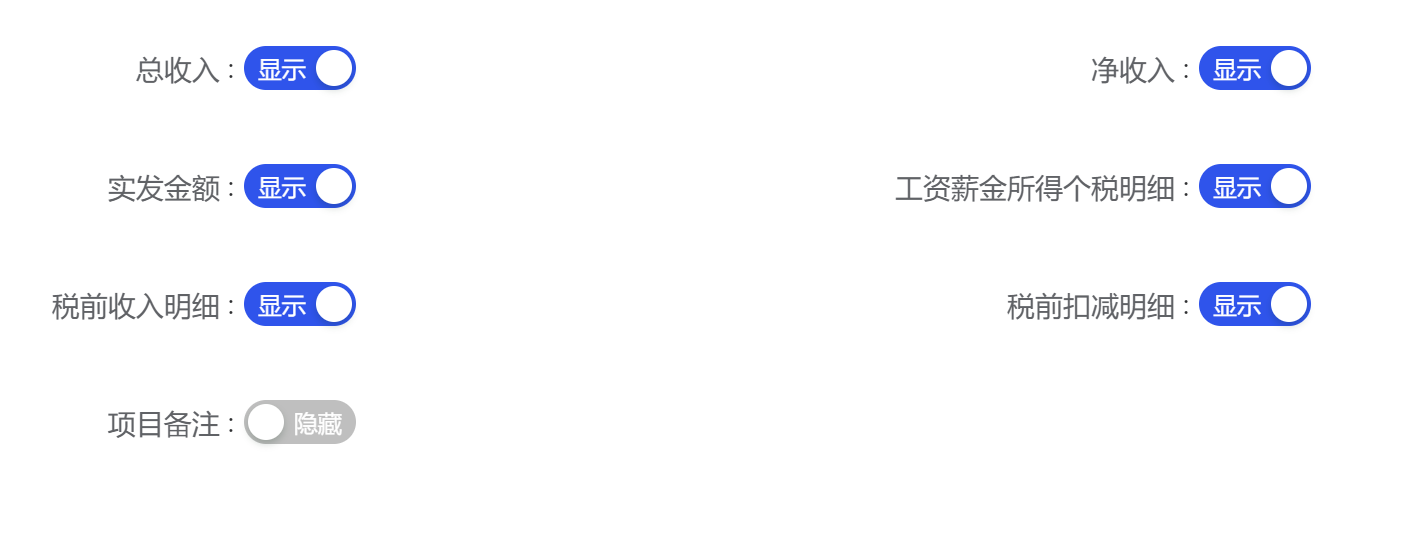 总收入 : 显示
净收入 : 显示
实发金额 : 显示
工资薪金所得个税明细 : 显示
税前收入明细 : 显示
税前扣减明细 : 显示
项目备注 : 隐藏